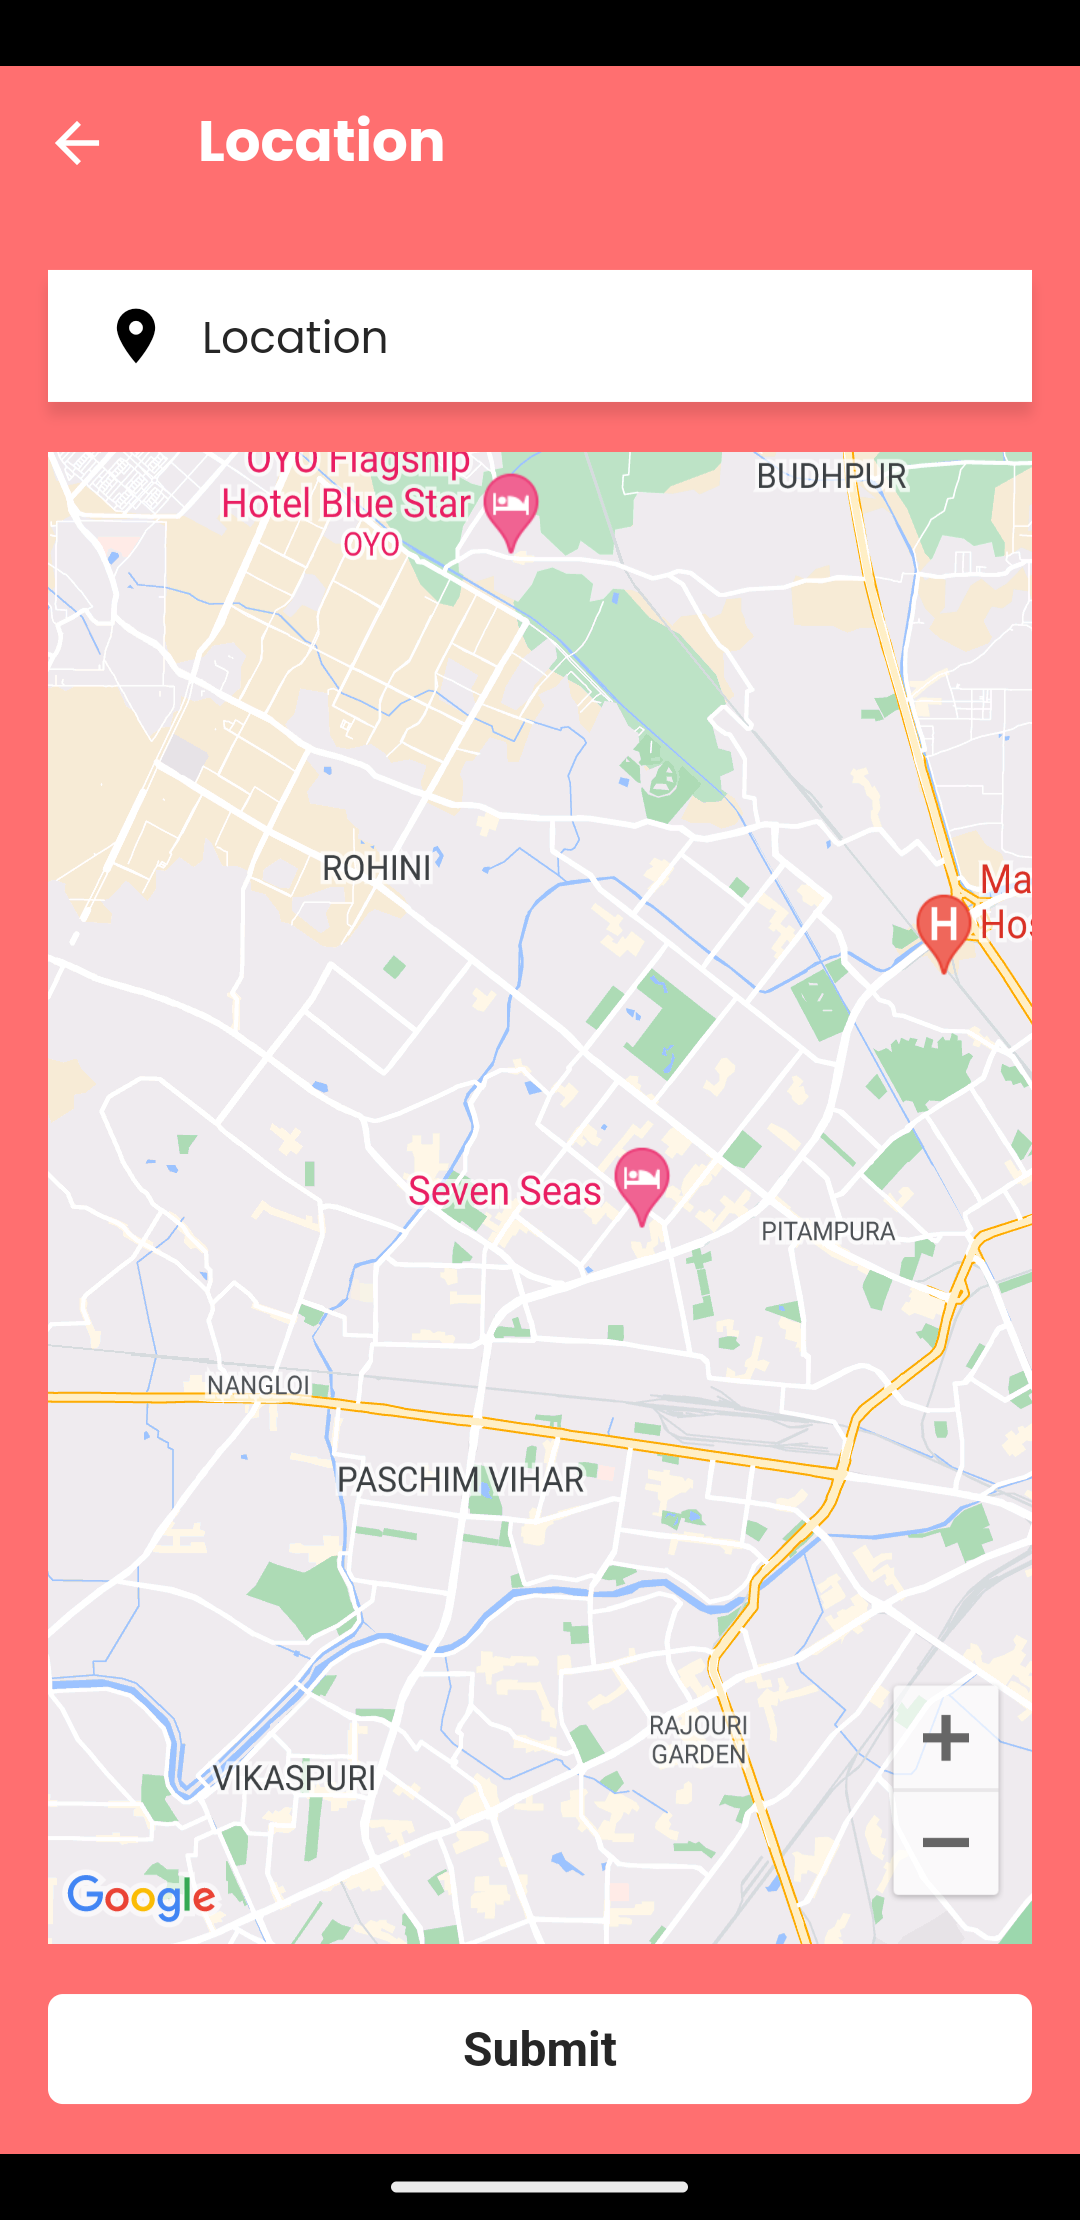 Location
Location
OYO Flagship
Hotel Blue Star
OYO
BUDHPUR
ROHINI
Ma
Hos
H
Seven Seas
PITAMPURA
NANGLOI
PASCHIM VIHAR
RAJOURI
GARDEN
VIKASPURI
Google
Submit